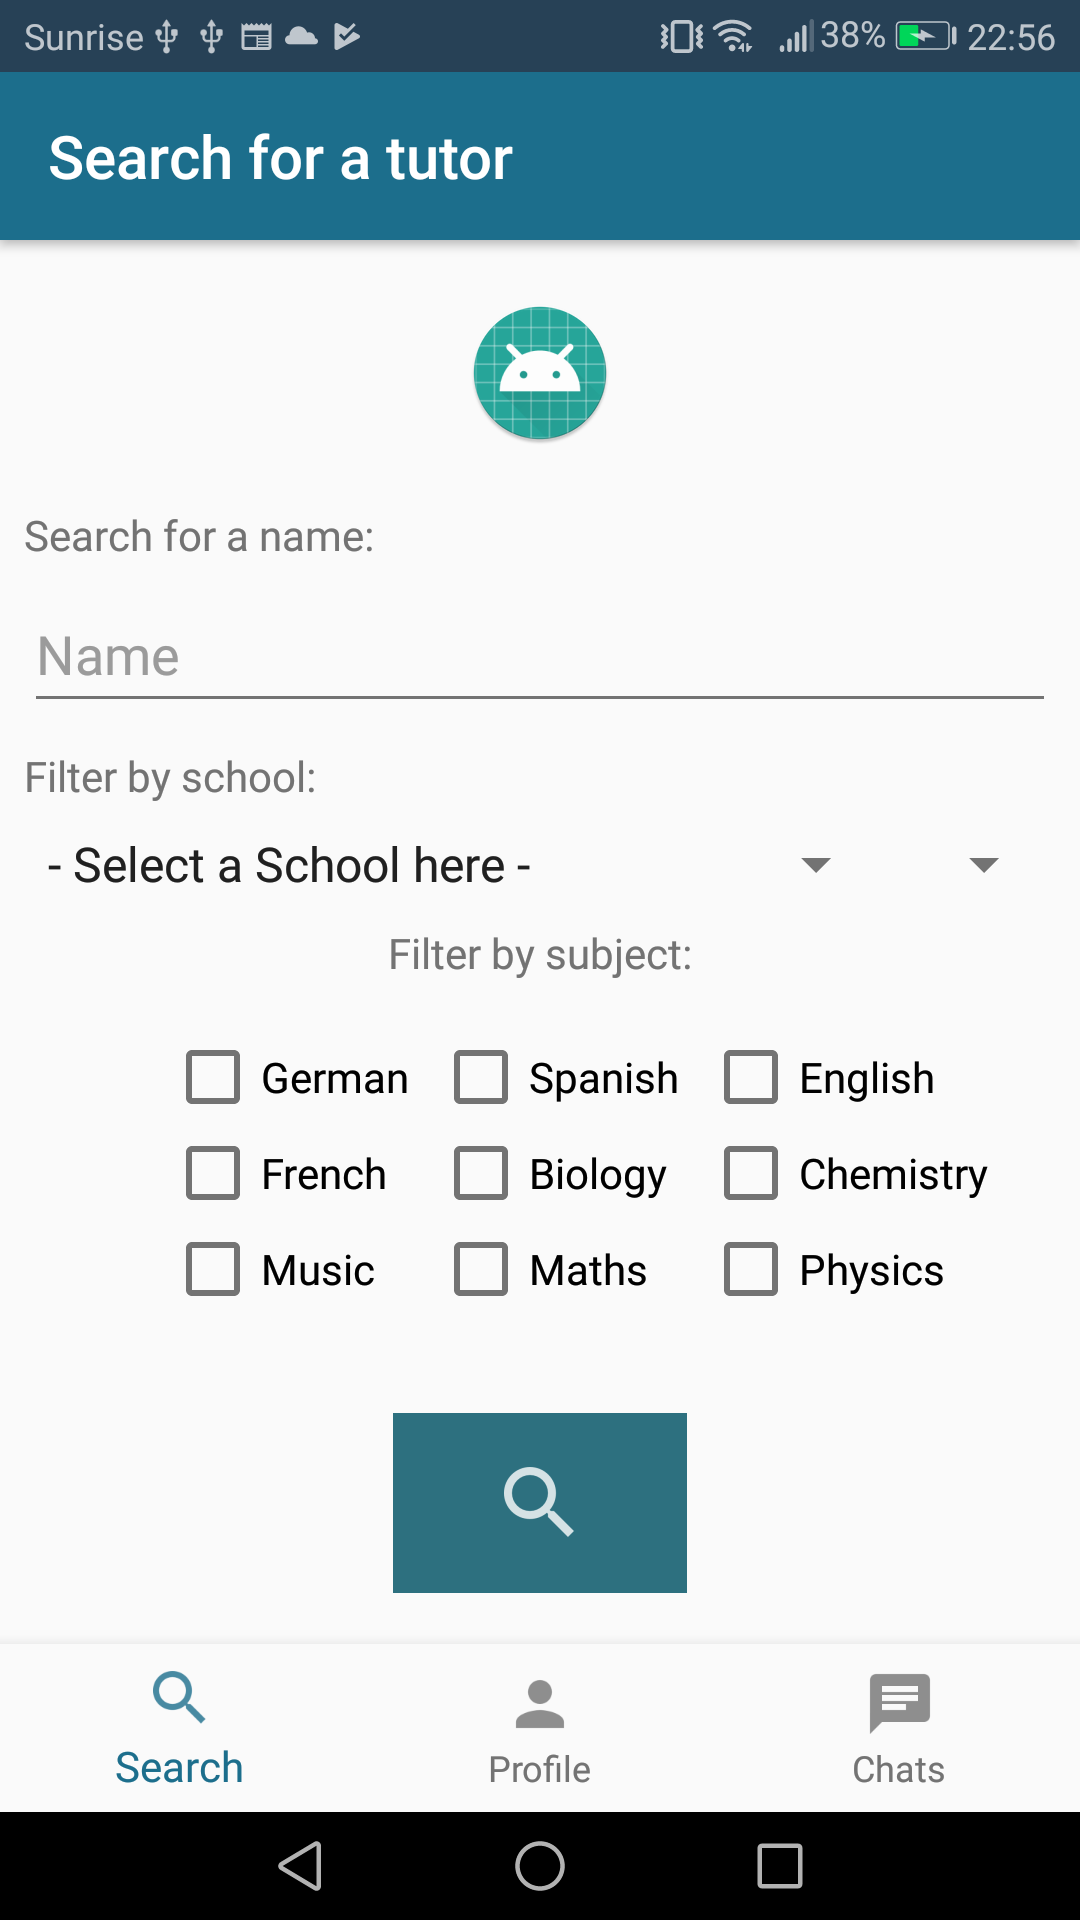 Sunrise 38% 22:56
Search for a tutor
Search for a name:
Name
Filter by school:
- Select a School here -
Filter by subject:
German Spanish English
French Biology Chemistry
Music Maths Physics
Search Profile Chats